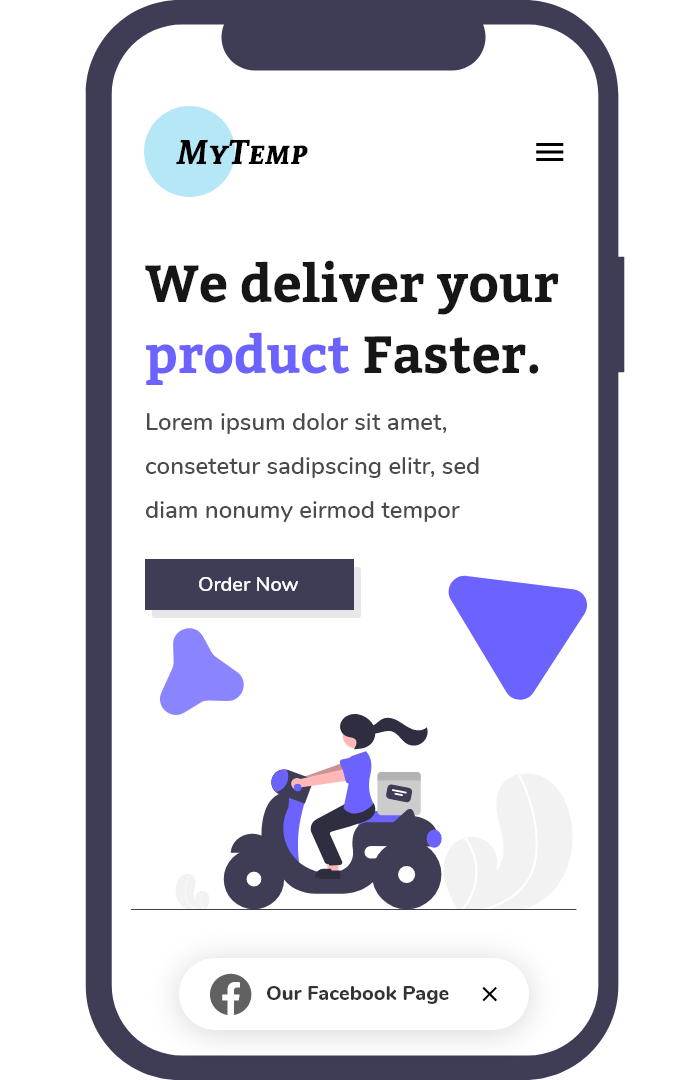 MyTemp
We deliver your
product Faster.
Lorem ipsum dolor sit amet,
consetetur sadipscing elitr, sed
diam nonumy eirmod tempor
Order Now
Our Facebook Page